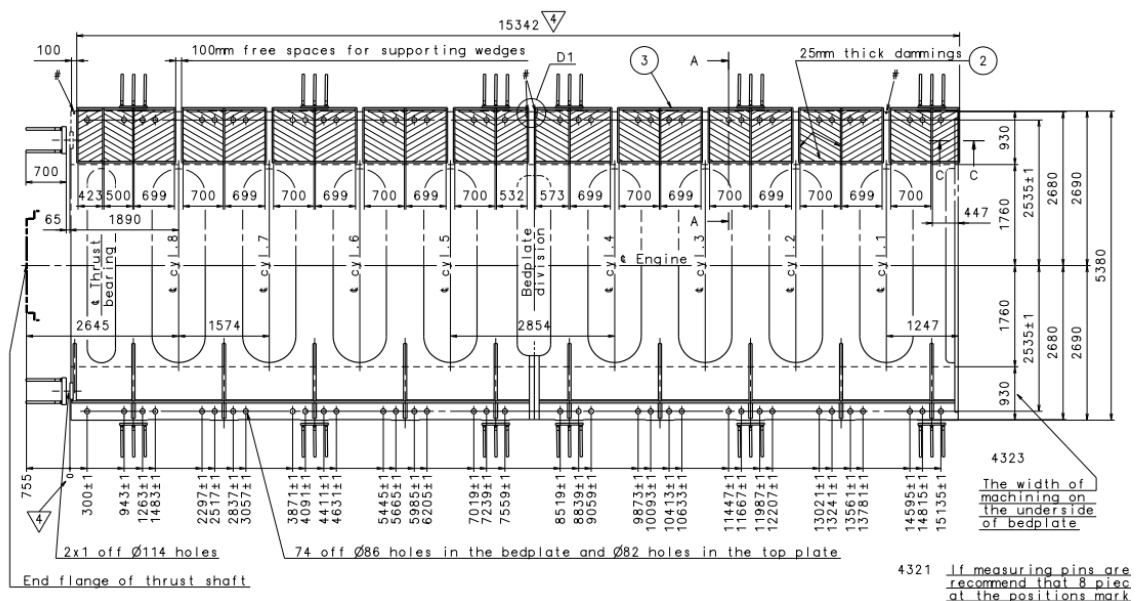 15342 4
100
100mm free spaces for supporting wedges
25mm thick dammings
D1
A
3
2
#
#
#
700
423 500 699 700 699 700 699 700 699 700 532 573 699 700 699 700 699 700 699 700
C C
447
65
1890
A
930
1760
2535±1
2680
2690
5380
¢ Thrust bearing
¢ cyl.8
¢ cyl.7
¢ cyl.6
¢ cyl.5
Bedplate division
¢ cyl.4
¢ Engine
¢ cyl.3
¢ cyl.2
¢ cyl.1
2645
1574
2854
1247
1760
930
2535±1
2680
2690
755
0
300±1
943±1
1263±1
1483±1
2297±1
2517±1
2837±1
3057±1
3871±1
4091±1
4411±1
4631±1
5445±1
5665±1
5985±1
6205±1
7019±1
7239±1
7559±1
8519±1
8839±1
9059±1
9873±1
10093±1
10413±1
10633±1
11447±1
11667±1
11987±1
12207±1
13021±1
13241±1
13561±1
13781±1
14595±1
14815±1
15135±1
4
2x1 off Ø114 holes
74 off Ø86 holes in the bedplate and Ø82 holes in the top plate
End flange of thrust shaft
4323
The width of
machining on
the underside
of bedplate
4321 If measuring pins are
recommend that 8 piec
at the positions mark